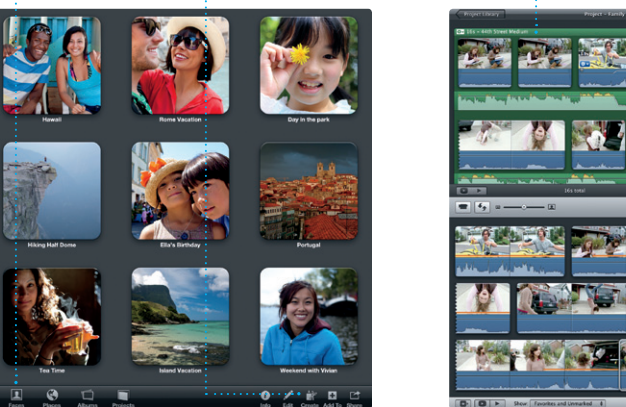 Hawaii
Rome Vacation
Day in the park
Hiking Half Dome
Ella's Birthday
Portugal
Tea Time
Island Vacation
Weekend with Vivian
Faces Places Albums Projects Info Edit Create Add To Share
Project Library Project - Family
16s - 44th Street Medium
16s total
Show: Favorites and Unmarked